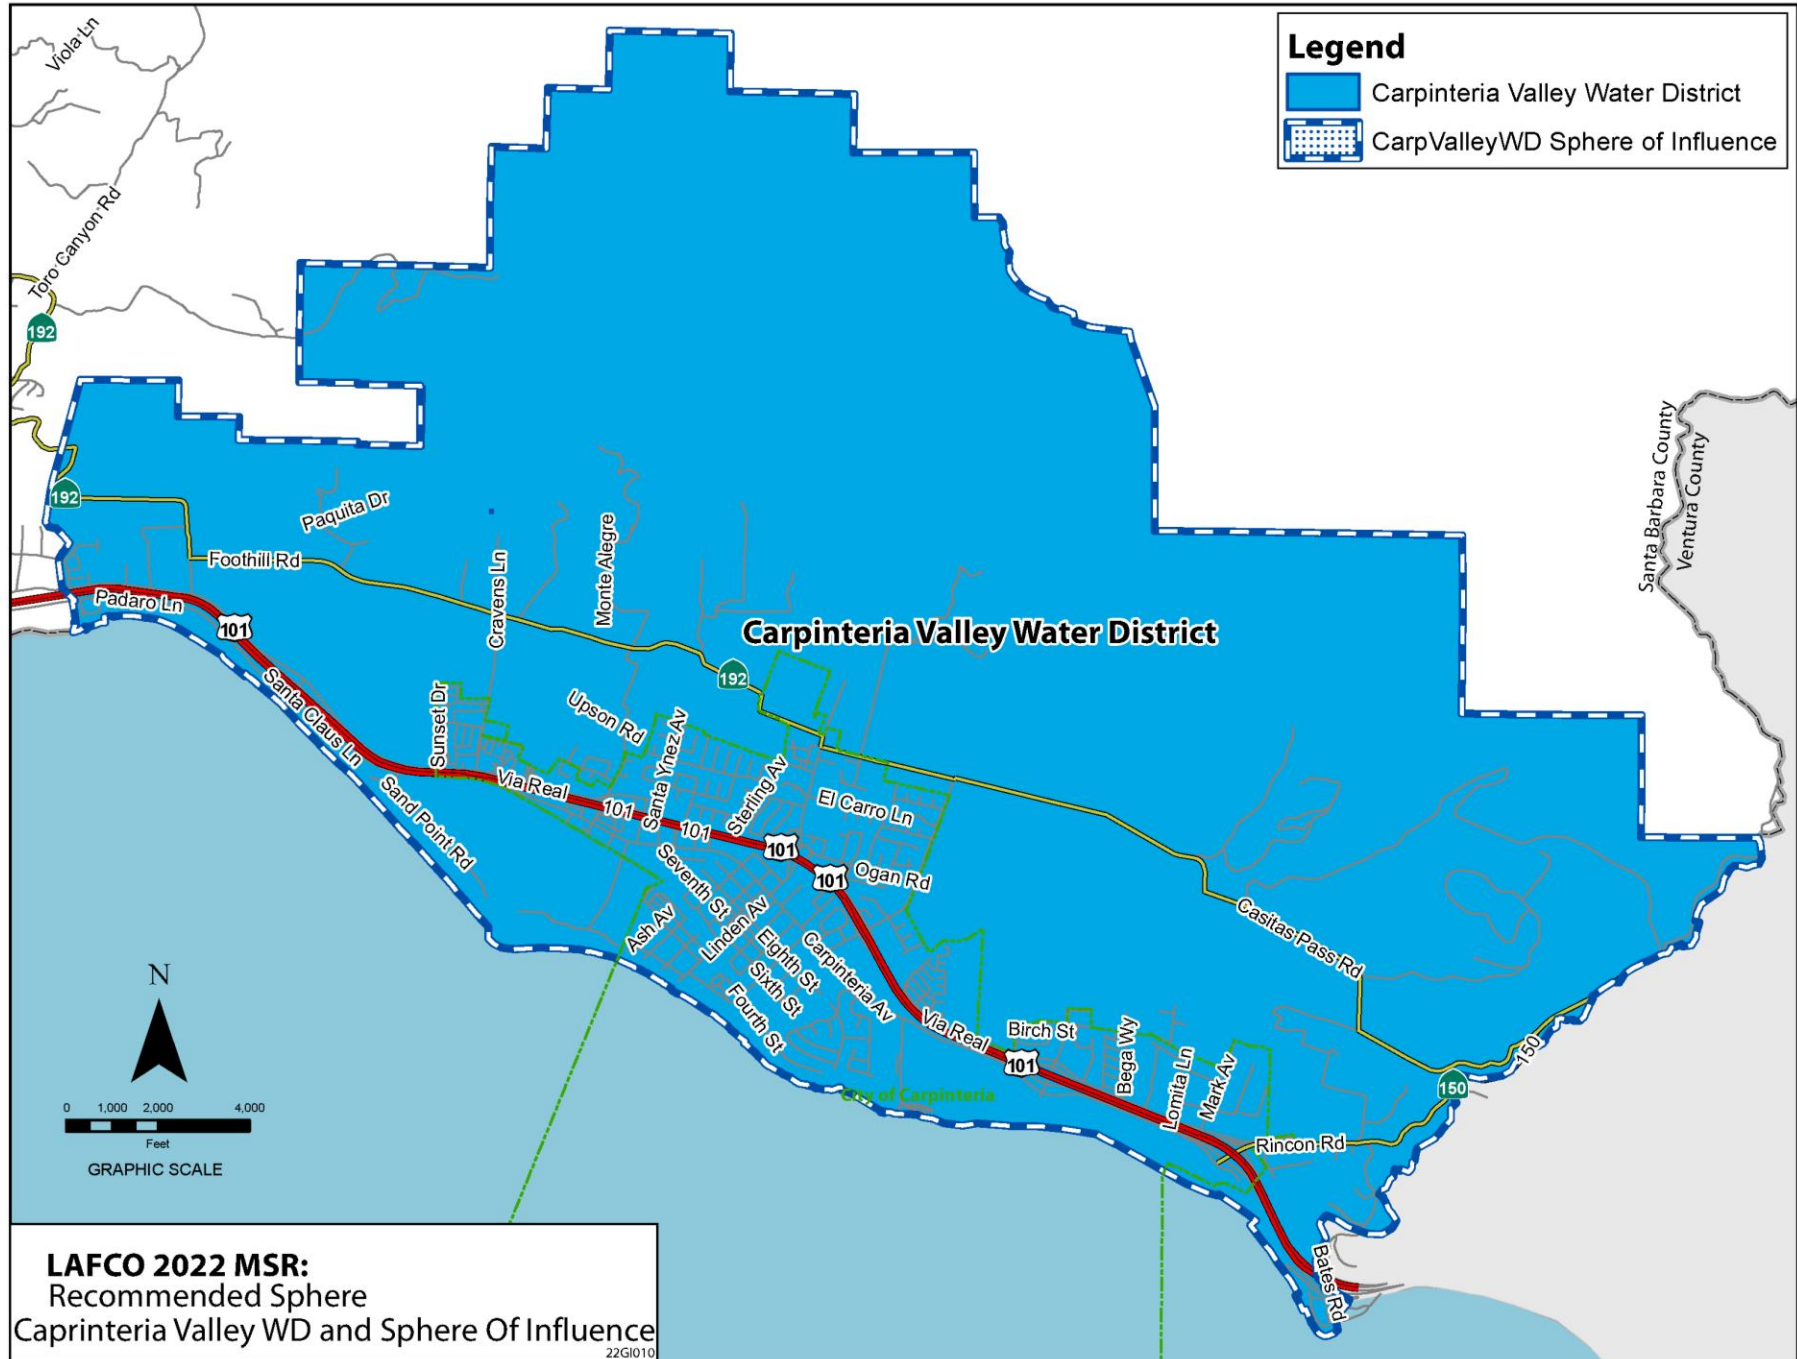 Legend
Carpinteria Valley Water District
CarpValleyWD Sphere of Influence
Viola Ln
Toro Canyon Rd
192
Santa Barbara County
Ventura County
192
Paquita Dr
Foothill Rd
Padaro Ln
101
Cravens Ln
Monte Alegre
Carpinteria Valley Water District
192
Santa Claus Ln
Sunset Dr
Upson Rd
Santa Ynez Av
Sterling Av
Via Real
101
101
101
101
El Carro Ln
Ogan Rd
Sand Point Rd
Seventh St
Ash Av
Linden Av
Eighth St
Sixth St
Fourth St
Carpinteria Av
Casitas Pass Rd
Via Real
Birch St
101
Bega Wy
Lomita Ln
Mark Av
150
150
City of Carpinteria
Rincon Rd
Bates Rd
N
0 1,000 2,000 4,000
Feet
GRAPHIC SCALE
LAFCO 2022 MSR:
Recommended Sphere
Caprinteria Valley WD and Sphere Of Influence
22GI010